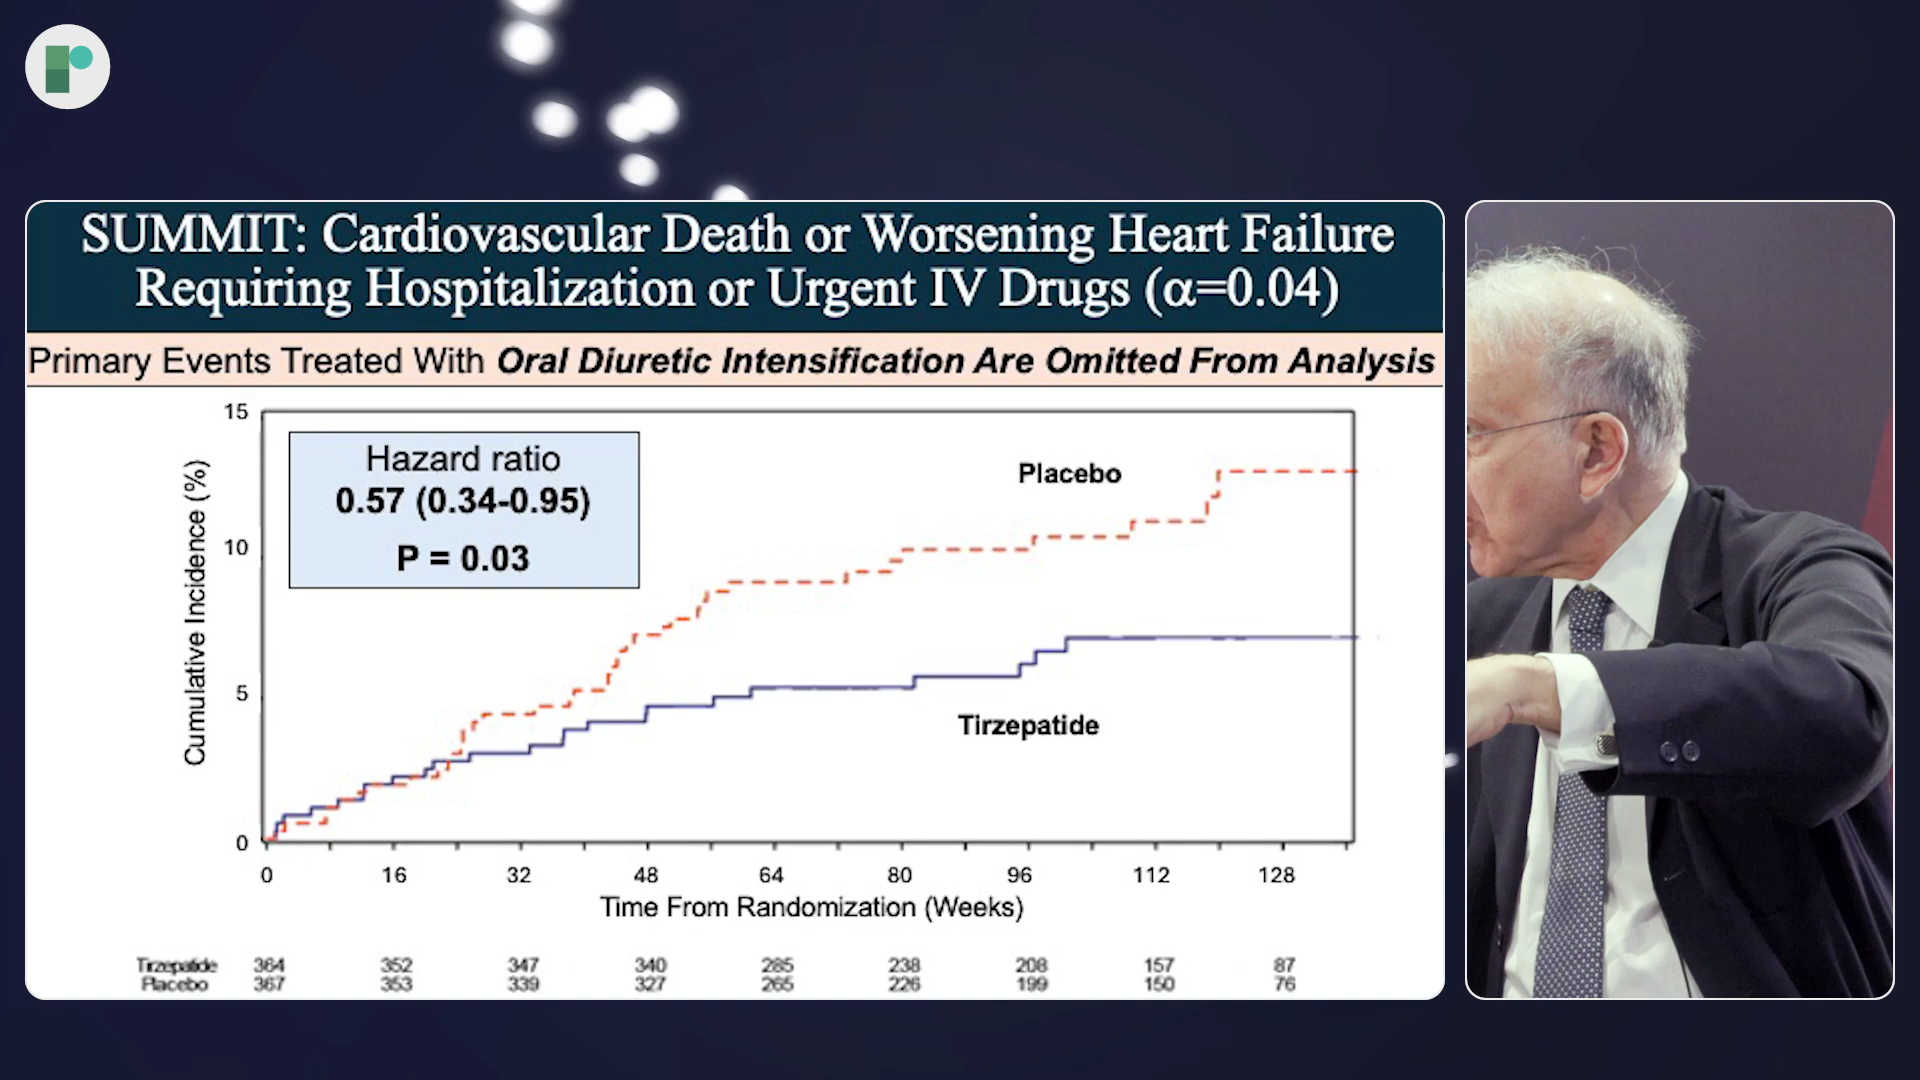 SUMMIT: Cardiovascular Death or Worsening Heart Failure
Requiring Hospitalization or Urgent IV Drugs (α=0.04)
Primary Events Treated With Oral Diuretic Intensification Are Omitted From Analysis
15
10
5
0
Cumulative Incidence (%)
Hazard ratio
0.57 (0.34-0.95)
P = 0.03
Placebo
Tirzepatide
0 16 32 48 64 80 96 112 128
Time From Randomization (Weeks)
Tirzepatide 364 352 347 340 285 238 208 157 87
Placebo 367 353 339 327 265 226 199 150 76